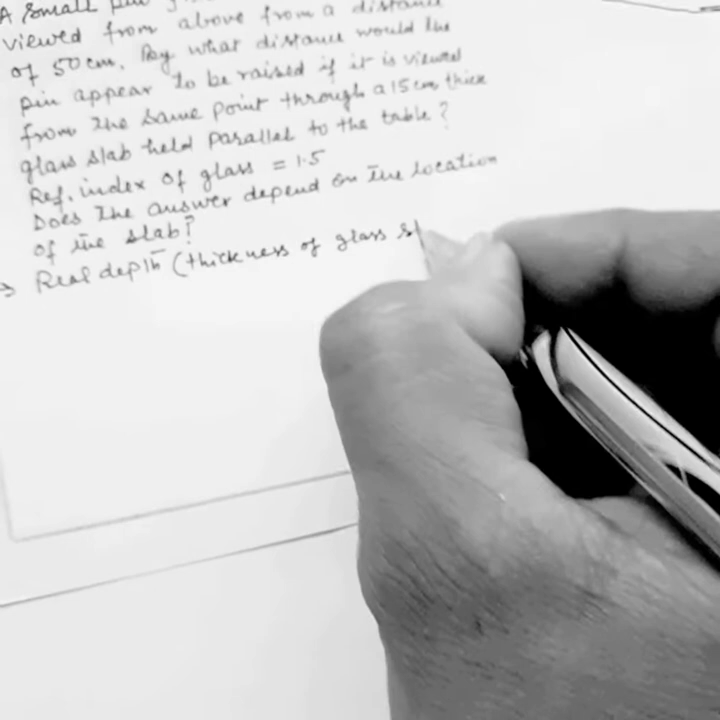 A small
viewed from above from a distance
of 50 cm. By what distance would the
pin appear to be raised if it is viewed
from the same point through a 15 cm thick
glass slab held parallel to the table?
Ref. index of glass = 1.5
Does the answer depend on the location
of the slab?
→ Real depth (thickness of glass sl